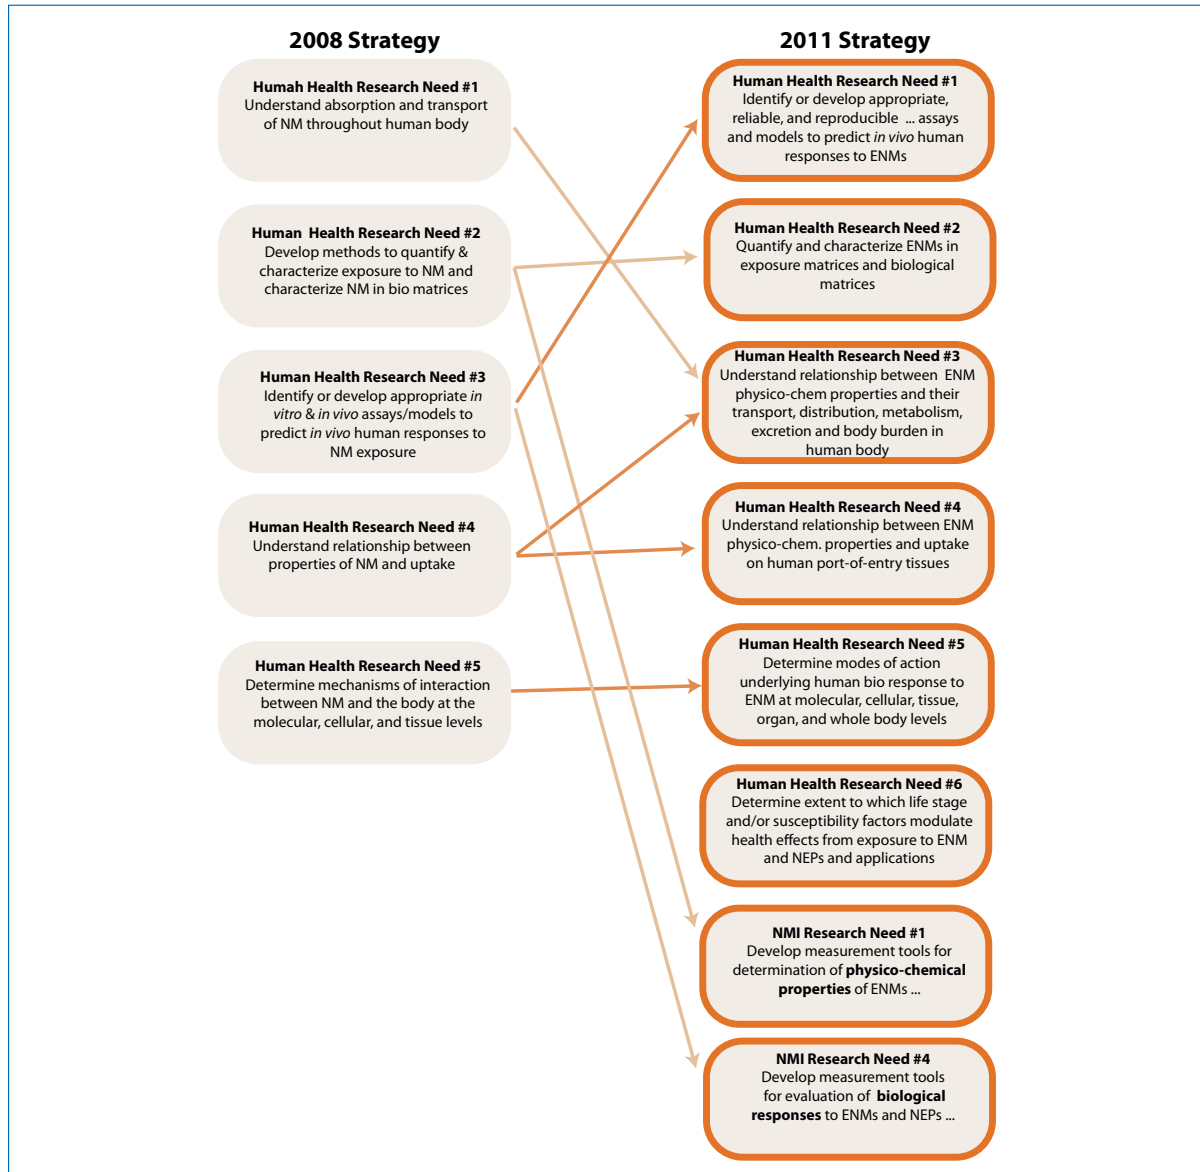 2008 Strategy
Humah Health Research Need #1
Understand absorption and transport
of NM throughout human body
Human Health Research Need #2
Develop methods to quantify &
characterize exposure to NM and
characterize NM in bio matrices
Human Health Research Need #3
Identify or develop appropriate in
vitro & in vivo assays/models to
predict in vivo human responses to
NM exposure
Human Health Research Need #4
Understand relationship between
properties of NM and uptake
Human Health Research Need #5
Determine mechanisms of interaction
between NM and the body at the
molecular, cellular, and tissue levels
2011 Strategy
Human Health Research Need #1
Identify or develop appropriate,
reliable, and reproducible ... assays
and models to predict in vivo human
responses to ENMs
Human Health Research Need #2
Quantify and characterize ENMs in
exposure matrices and biological
matrices
Human Health Research Need #3
Understand relationship between ENM
physico-chem properties and their
transport, distribution, metabolism,
excretion and body burden in
human body
Human Health Research Need #4
Understand relationship between ENM
physico-chem. properties and uptake
on human port-of-entry tissues
Human Health Research Need #5
Determine modes of action
underlying human bio response to
ENM at molecular, cellular, tissue,
organ, and whole body levels
Human Health Research Need #6
Determine extent to which life stage
and/or susceptibility factors modulate
health effects from exposure to ENM
and NEPs and applications
NMI Research Need #1
Develop measurement tools for
determination of physico-chemical
properties of ENMs ...
NMI Research Need #4
Develop measurement tools
for evaluation of biological
responses to ENMs and NEPs ...